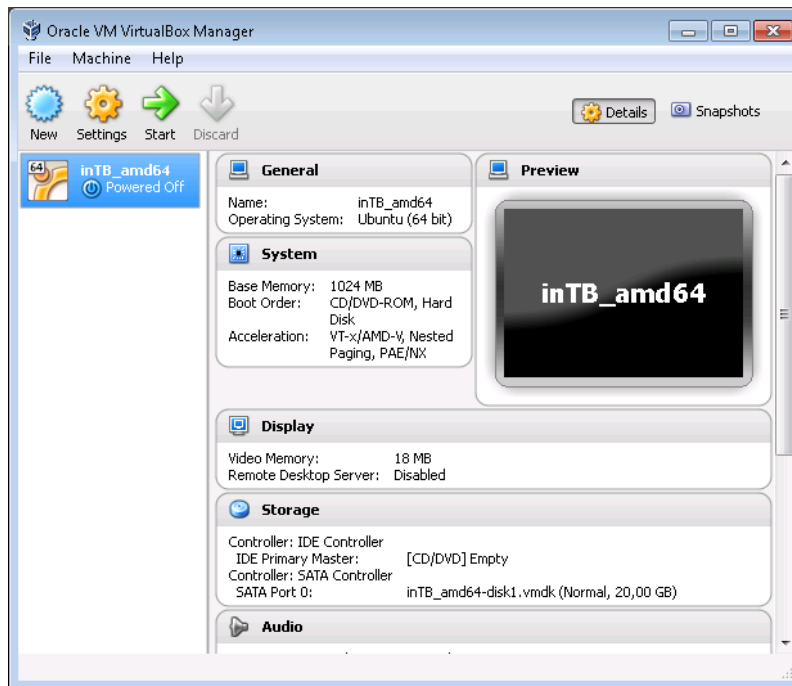 Oracle VM VirtualBox Manager
File Machine Help
New Settings Start Discard
Details Snapshots
64
inTB_amd64
Powered Off
General
Name: inTB_amd64
Operating System: Ubuntu (64 bit)
System
Base Memory: 1024 MB
Boot Order: CD/DVD-ROM, Hard
Disk
Acceleration: VT-x/AMD-V, Nested
Paging, PAE/NX
Preview
inTB_amd64
Display
Video Memory: 18 MB
Remote Desktop Server: Disabled
Storage
Controller: IDE Controller
IDE Primary Master: [CD/DVD] Empty
Controller: SATA Controller
SATA Port 0: inTB_amd64-disk1.vmdk (Normal, 20,00 GB)
Audio